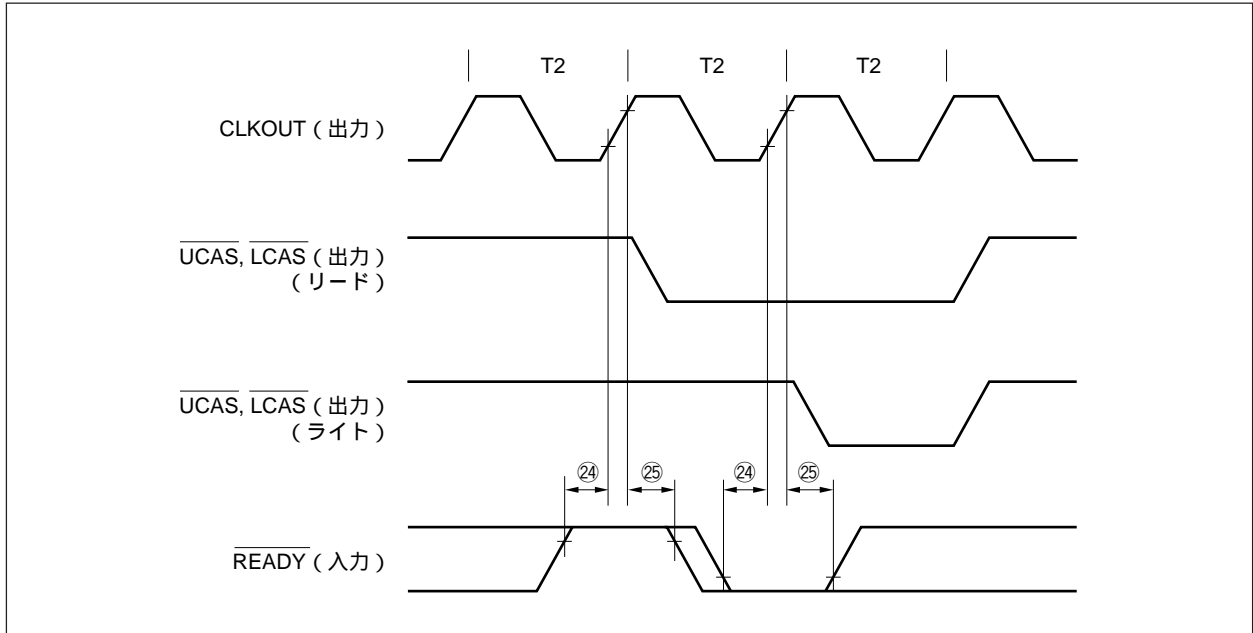 T2 T2 T2
CLKOUT（出力）
UCAS, LCAS（出力）
（リード）
UCAS, LCAS（出力）
（ライト）
㉔ ㉕ ㉔ ㉕
READY（入力）